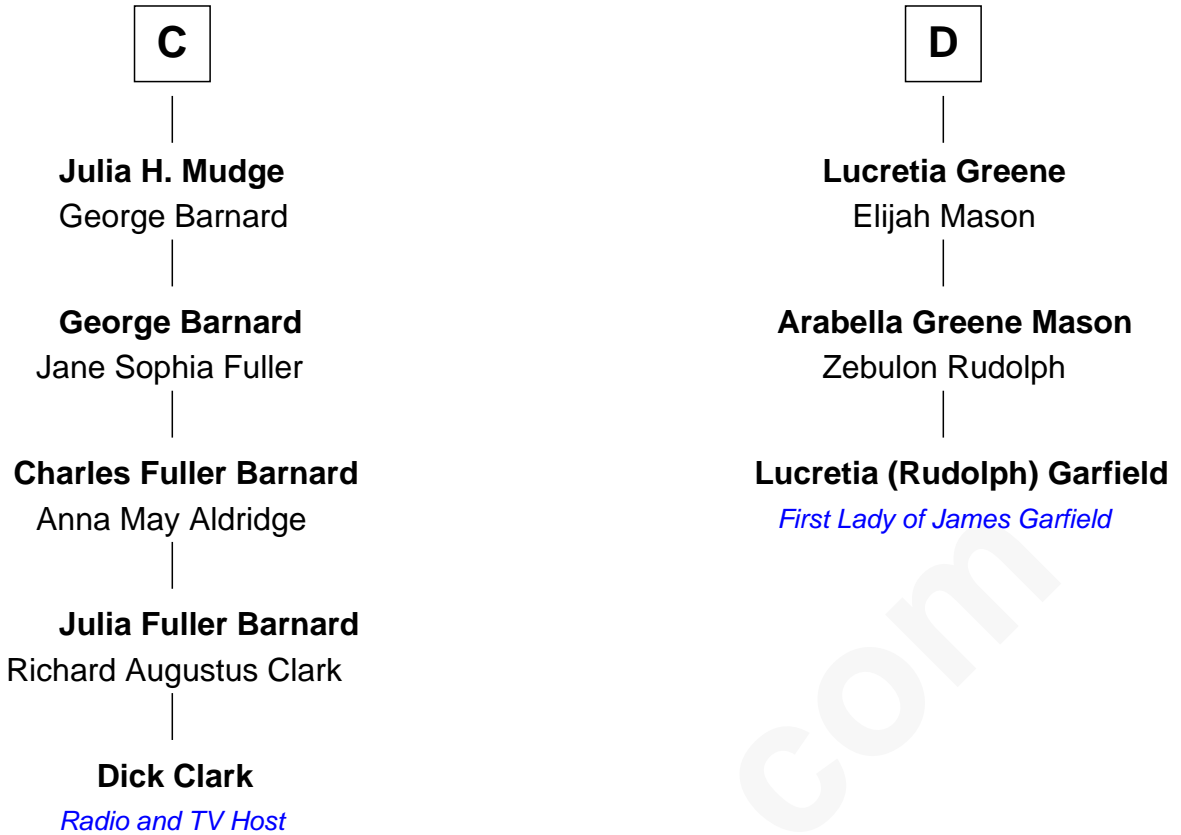 C
Julia H. Mudge
George Barnard
George Barnard
Jane Sophia Fuller
Charles Fuller Barnard
Anna May Aldridge
Julia Fuller Barnard
Richard Augustus Clark
Dick Clark
Radio and TV Host
D
Lucretia Greene
Elijah Mason
Arabella Greene Mason
Zebulon Rudolph
Lucretia (Rudolph) Garfield
First Lady of James Garfield
com